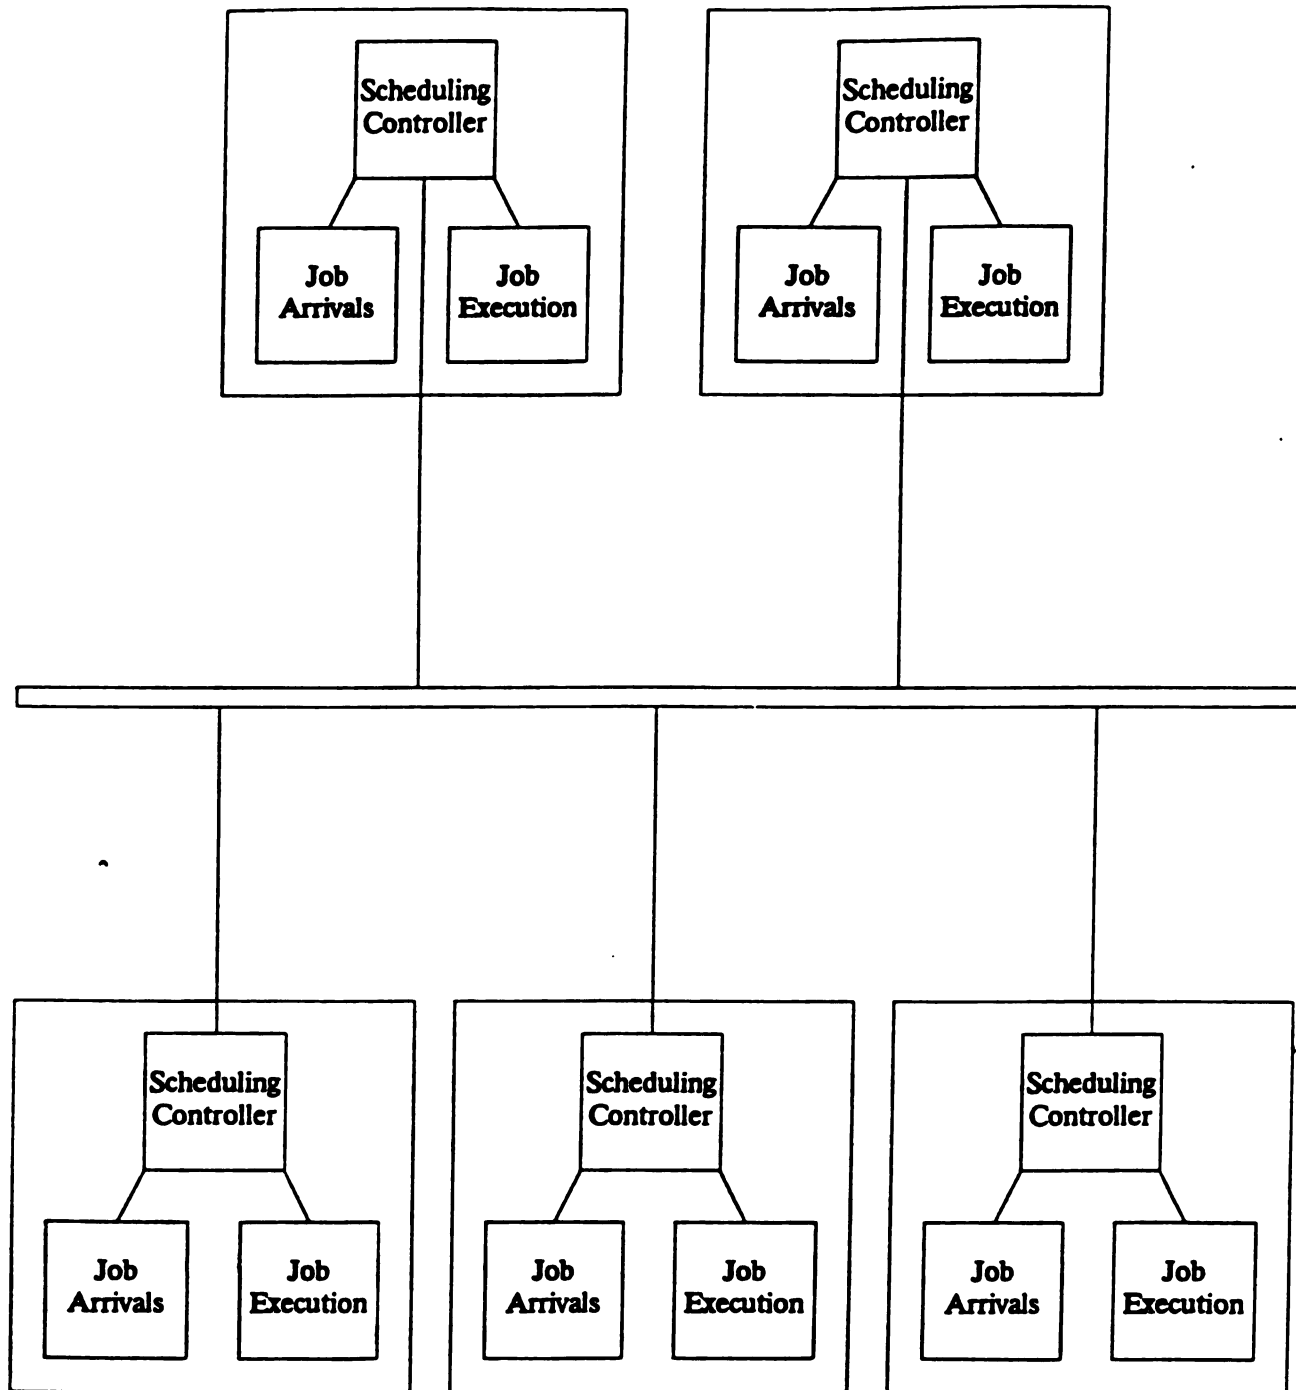 Scheduling
Controller
Job
Arrivals
Job
Execution
Scheduling
Controller
Job
Arrivals
Job
Execution
Scheduling
Controller
Job
Arrivals
Job
Execution
Scheduling
Controller
Job
Arrivals
Job
Execution
Scheduling
Controller
Job
Arrivals
Job
Execution